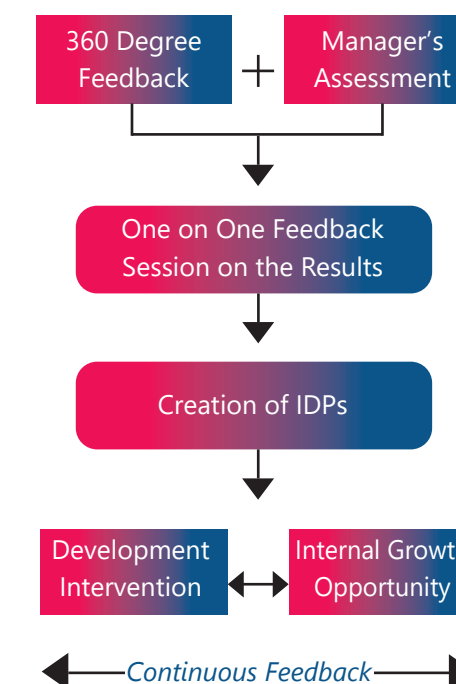 360 Degree
Feedback
+
Manager's
Assessment
One on One Feedback
Session on the Results
Creation of IDPs
Development
Intervention
Internal Growt
Opportunity
Continuous Feedback